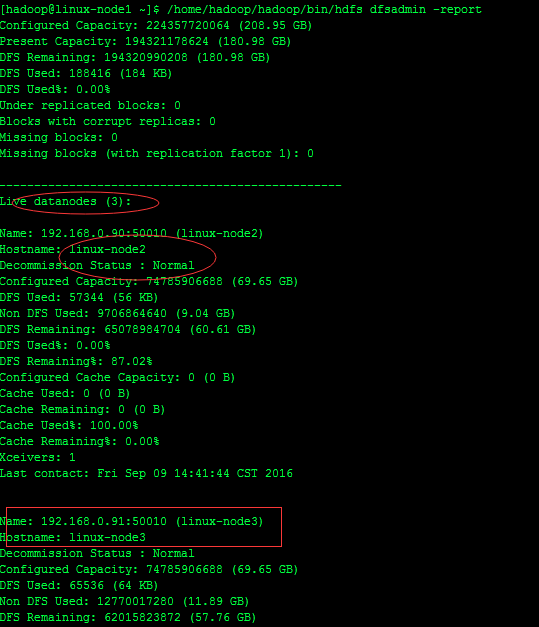 [hadoop@linux-node1 ~]$ /home/hadoop/hadoop/bin/hdfs dfsadmin -report
Configured Capacity: 224357720064 (208.95 GB)
Present Capacity: 194321178624 (180.98 GB)
DFS Remaining: 194320990208 (180.98 GB)
DFS Used: 188416 (184 KB)
DFS Used%: 0.00%
Under replicated blocks: 0
Blocks with corrupt replicas: 0
Missing blocks: 0
Missing blocks (with replication factor 1): 0
-------------------------------------------------
Live datanodes (3):
Name: 192.168.0.90:50010 (linux-node2)
Hostname: linux-node2
Decommission Status : Normal
Configured Capacity: 74785906688 (69.65 GB)
DFS Used: 57344 (56 KB)
Non DFS Used: 9706864640 (9.04 GB)
DFS Remaining: 65078984704 (60.61 GB)
DFS Used%: 0.00%
DFS Remaining%: 87.02%
Configured Cache Capacity: 0 (0 B)
Cache Used: 0 (0 B)
Cache Remaining: 0 (0 B)
Cache Used%: 100.00%
Cache Remaining%: 0.00%
Xceivers: 1
Last contact: Fri Sep 09 14:41:44 CST 2016
Name: 192.168.0.91:50010 (linux-node3)
Hostname: linux-node3
Decommission Status : Normal
Configured Capacity: 74785906688 (69.65 GB)
DFS Used: 65536 (64 KB)
Non DFS Used: 12770017280 (11.89 GB)
DFS Remaining: 62015823872 (57.76 GB)